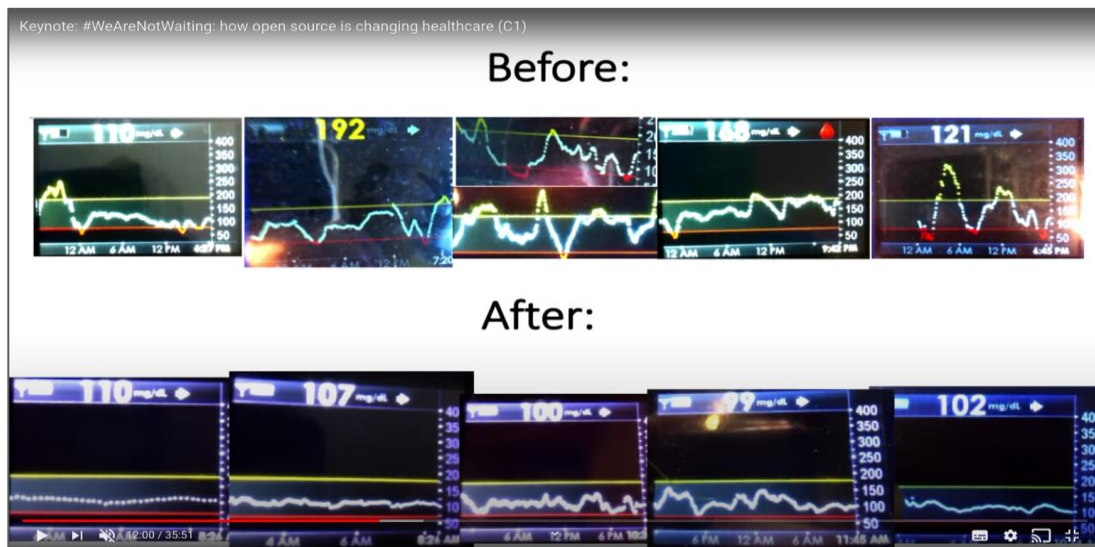 Keynote: #WeAreNotWaiting: how open source is changing healthcare (C1)
Before:
110 mg/dL
400
350
300
250
200
150
100
50
12 AM 6 AM 12 PM
192 mg/dL
7:20
168 mg/dL
400
350
300
250
200
150
100
50
12 AM 6 AM 12 PM 9:42 PM
121 mg/dL
400
350
300
250
200
150
100
50
12 AM 6 AM 12 PM 6:45 PM
After:
110 mg/dL
107 mg/dL
100 mg/dL
99 mg/dL
400
350
300
250
200
150
100
50
6 PM 12 AM 6 AM 11:45 AM
102 mg/dL
12:00 / 35:51